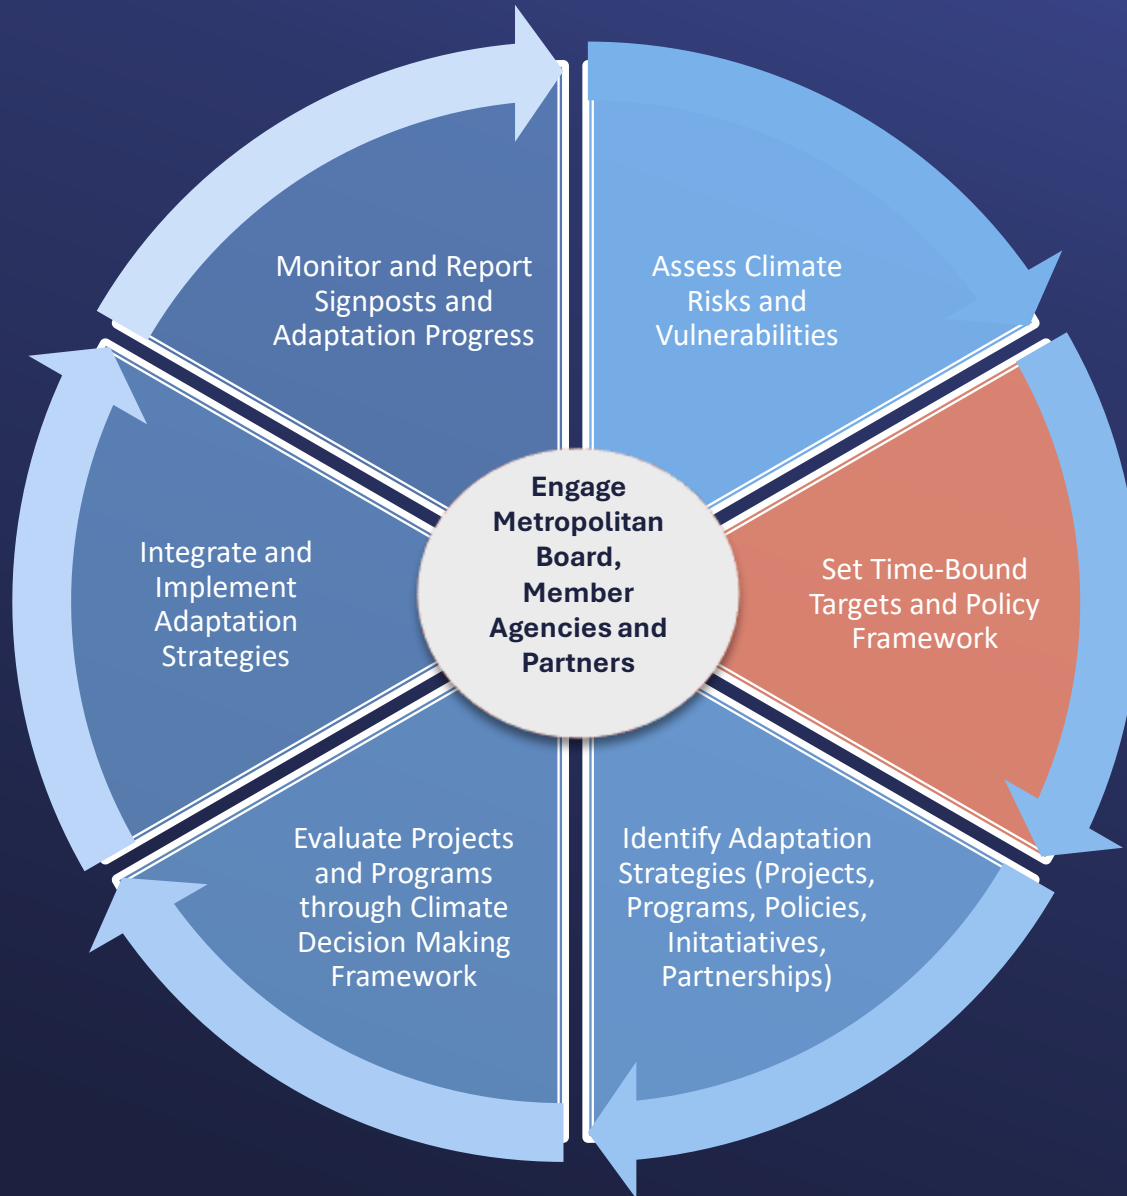 Monitor and Report
Signposts and
Adaptation Progress
Assess Climate
Risks and
Vulnerabilities
Engage
Metropolitan
Board,
Member
Agencies and
Partners
Integrate and
Implement
Adaptation
Strategies
Set Time-Bound
Targets and Policy
Framework
Evaluate Projects
and Programs
through Climate
Decision Making
Framework
Identify Adaptation
Strategies (Projects,
Programs, Policies,
Initatiatives,
Partnerships)